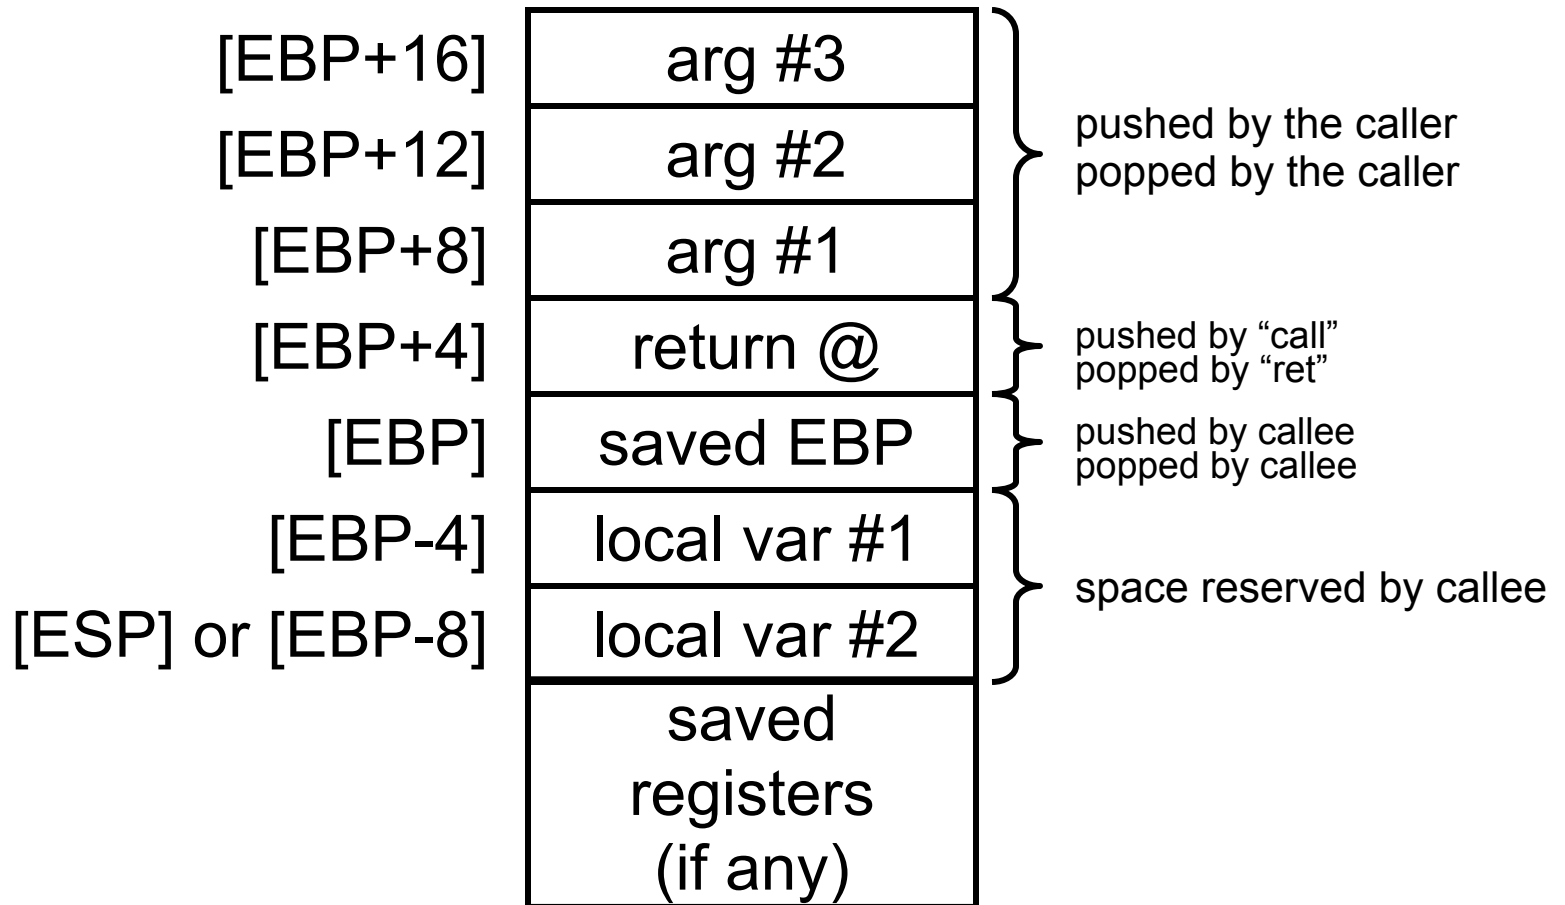 [EBP+16] arg #3
pushed by the caller
[EBP+12] arg #2
popped by the caller
[EBP+8] arg #1
[EBP+4] return @
pushed by “call”
popped by “ret”
[EBP] saved EBP
pushed by callee
popped by callee
[EBP-4] local var #1
space reserved by callee
[ESP] or [EBP-8] local var #2
saved
registers
(if any)